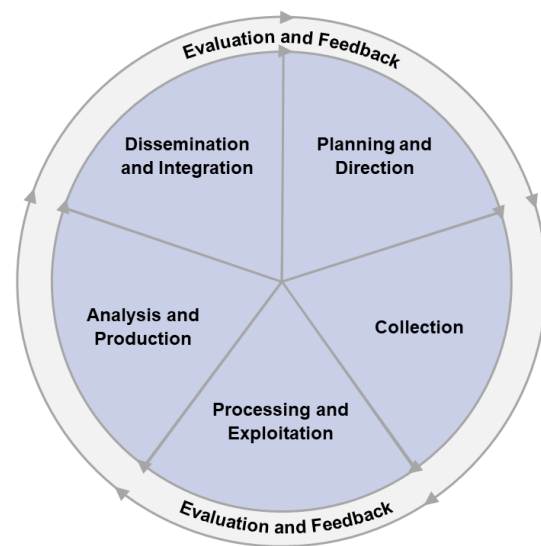 Evaluation and Feedback
Dissemination
and Integration
Planning and
Direction
Analysis and
Production
Collection
Processing and
Exploitation
Evaluation and Feedback